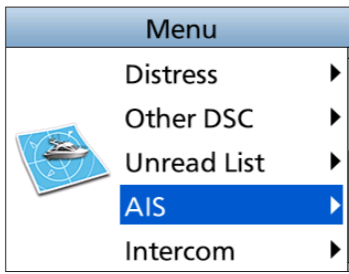 Menu
Distress
Other DSC
Unread List
AIS
Intercom